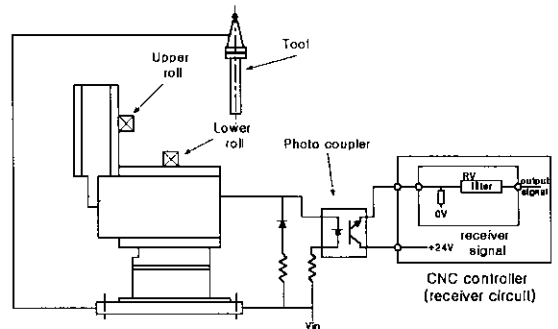 Tool
Upper
roll
Lower
roll
Photo coupler
RV
filter
output
signal
0V
receiver
signal
+24V
CNC controller
(receiver circuit)
Vin